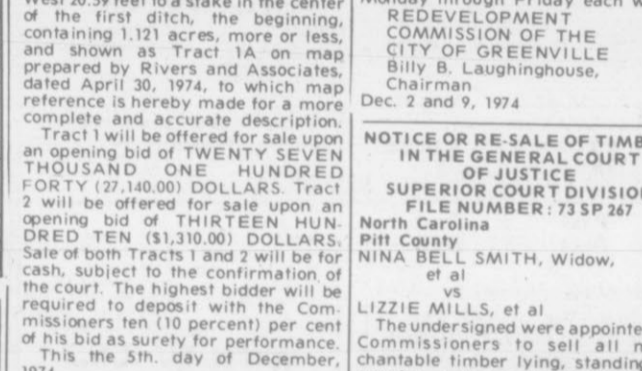 West 20.59 feet to a stake in the center
of the first ditch, the beginning,
containing 1.121 acres, more or less,
and shown as Tract 1A on map
prepared by Rivers and Associates,
dated April 30, 1974, to which map
reference is hereby made for a more
complete and accurate description.
Tract 1 will be offered for sale upon
an opening bid of TWENTY SEVEN
THOUSAND ONE HUNDRED
FORTY (27,140.00) DOLLARS. Tract
2 will be offered for sale upon an
opening bid of THIRTEEN HUN-
DRED TEN ($1,310.00) DOLLARS.
Sale of both Tracts 1 and 2 will be for
cash, subject to the confirmation of
the court. The highest bidder will be
required to deposit with the Com-
missioners ten (10 percent) per cent
of his bid as surety for performance.
This the 5th. day of December,
1974
Monday through Friday each w
REDEVELOPMENT
COMMISSION OF THE
CITY OF GREENVILLE
Billy B. Laughinghouse,
Chairman
Dec. 2 and 9, 1974
NOTICE OR RE-SALE OF TIMB
IN THE GENERAL COURT
OF JUSTICE
SUPERIOR COURT DIVISIO
FILE NUMBER: 73 SP 267
North Carolina
Pitt County
NINA BELL SMITH, Widow,
et al
vs
LIZZIE MILLS, et al
The undersigned were appointe
Commissioners to sell all m
chantable timber lying, standing